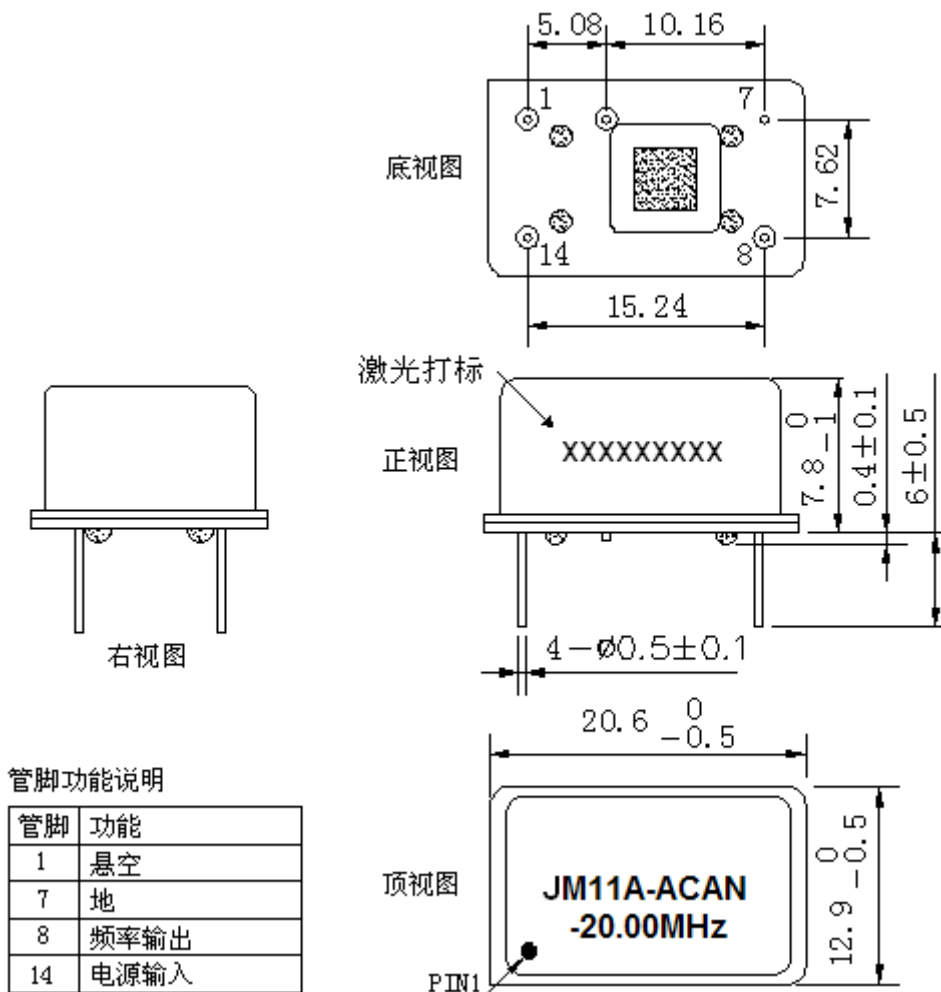 5.08 10.16
1 7
底视图
7.62
14 8
15.24
激光打标
正视图
XXXXXXXXX
7.8 0 -1
0.4±0.1
6±0.5
右视图
4-Ø0.5±0.1
20.6 0 -0.5
管脚功能说明
管脚 功能
1 悬空
7 地
8 频率输出
14 电源输入
顶视图
JM11A-ACAN
-20.00MHz
12.9 0 -0.5
PIN1